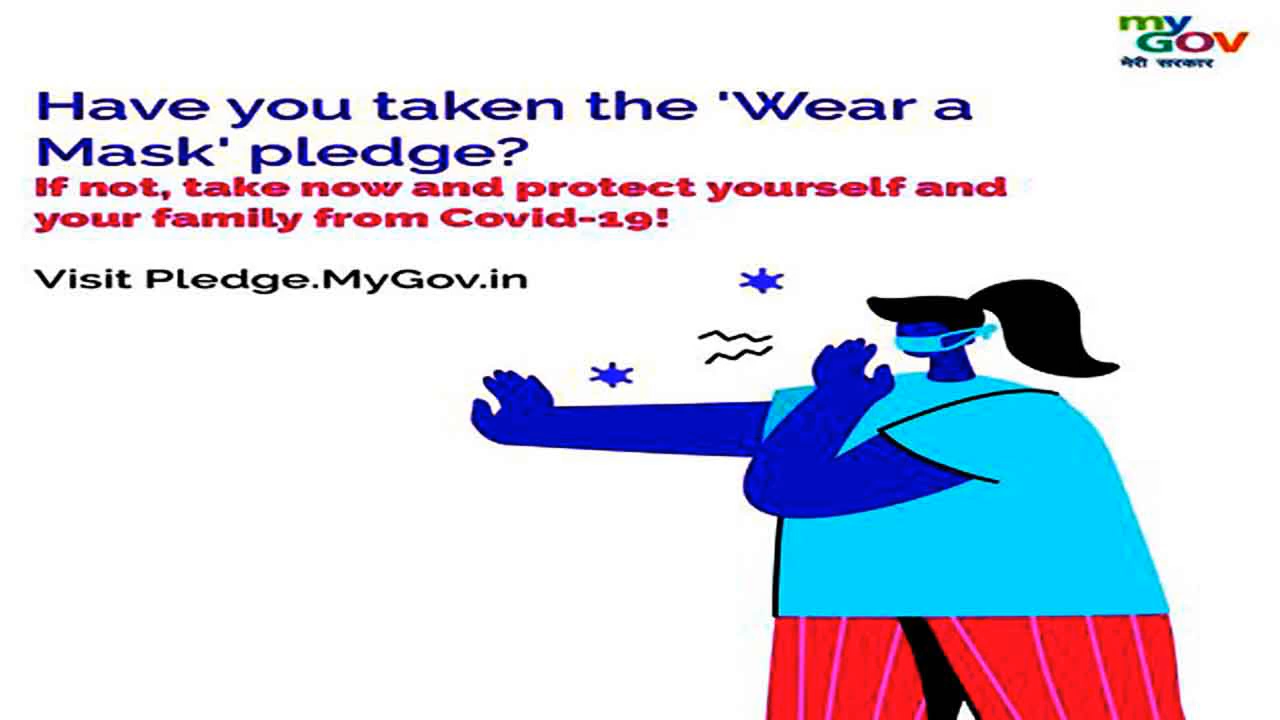 my
GOV
मेरी सरकार
Have you taken the 'Wear a
Mask' pledge?
If not, take now and protect yourself and
your family from Covid-19!
Visit Pledge.MyGov.in